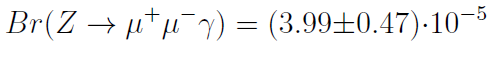 Br(Z → μ⁺μ⁻γ) = (3.99±0.47)·10⁻⁵